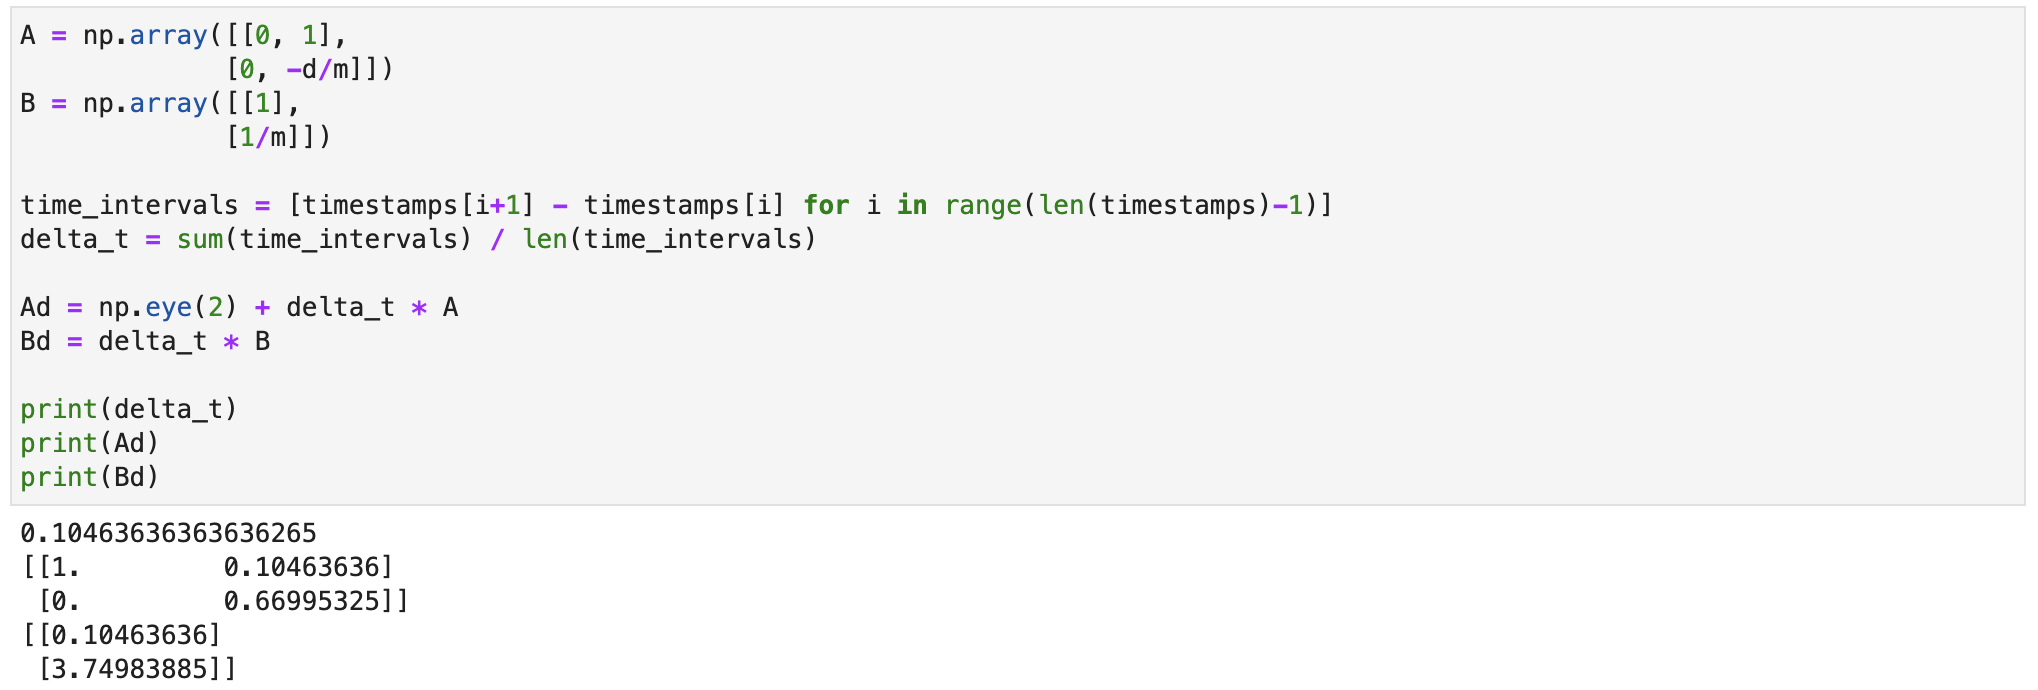 A = np.array([[0, 1],
             [0, -d/m]])
B = np.array([[1],
             [1/m]])

time_intervals = [timestamps[i+1] - timestamps[i] for i in range(len(timestamps)-1)]
delta_t = sum(time_intervals) / len(time_intervals)

Ad = np.eye(2) + delta_t * A
Bd = delta_t * B

print(delta_t)
print(Ad)
print(Bd)
0.10463636363636265
[[1.         0.10463636]
 [0.         0.66995325]]
[[0.10463636]
 [3.74983885]]